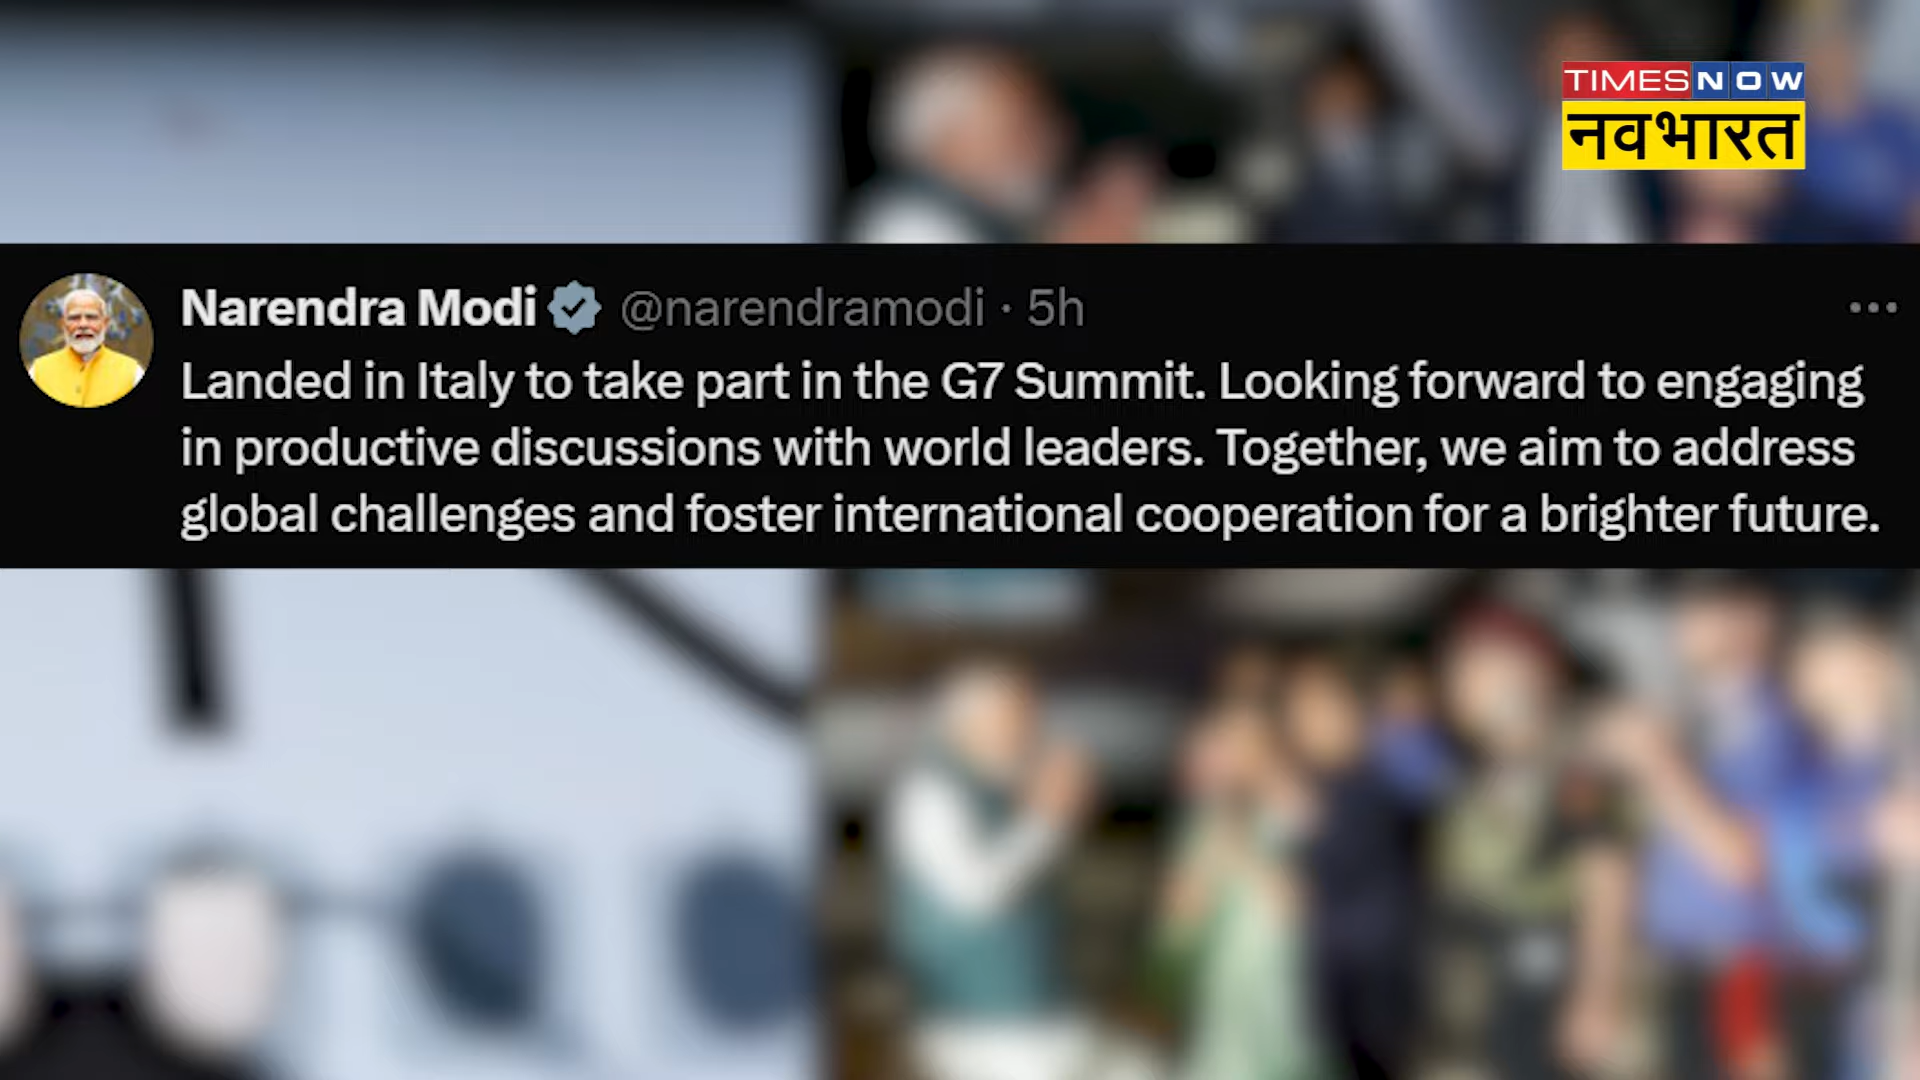 TIMES NOW
नवभारत
Narendra Modi @narendramodi · 5h
Landed in Italy to take part in the G7 Summit. Looking forward to engaging
in productive discussions with world leaders. Together, we aim to address
global challenges and foster international cooperation for a brighter future.